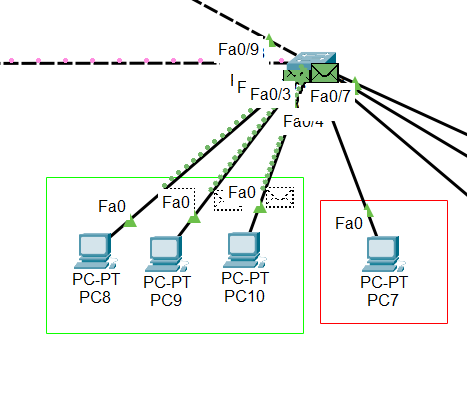 Fa0/9
Fa0/3
Fa0/7
Fa0/4
Fa0
Fa0
Fa0
Fa0
PC-PT
PC8
PC-PT
PC9
PC-PT
PC10
PC-PT
PC7